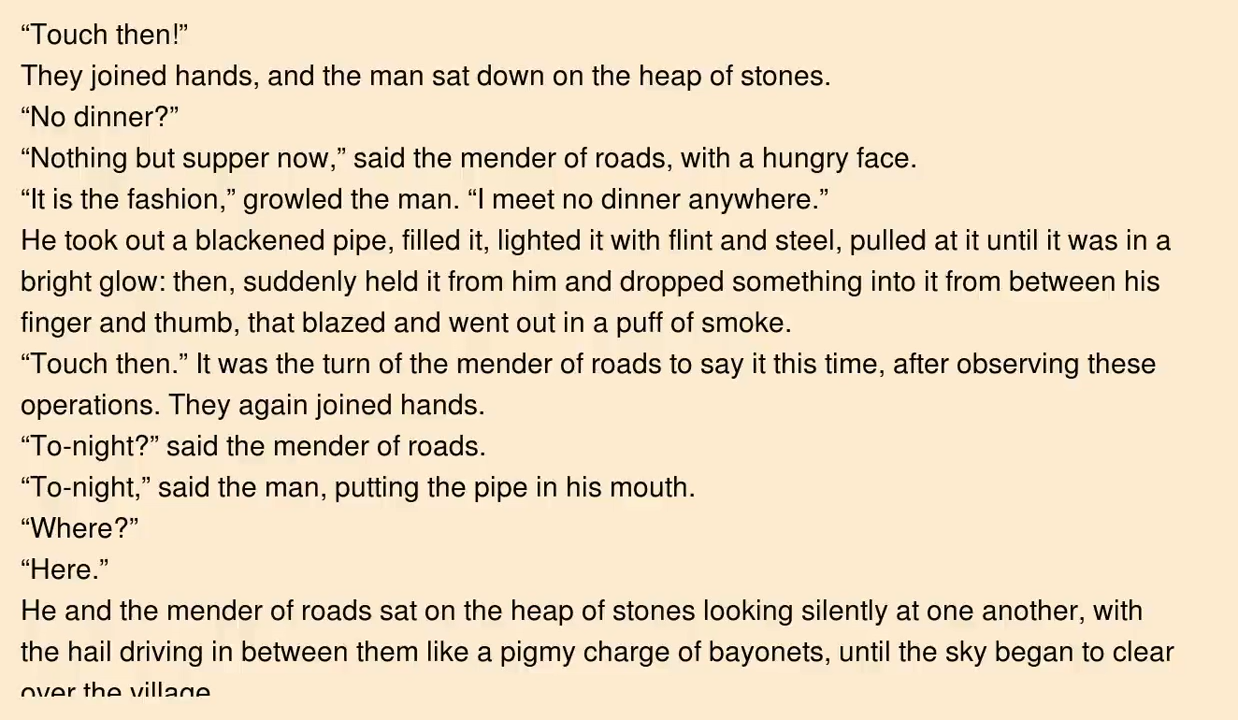 “Touch then!”
They joined hands, and the man sat down on the heap of stones.
“No dinner?”
“Nothing but supper now,” said the mender of roads, with a hungry face.
“It is the fashion,” growled the man. “I meet no dinner anywhere.”
He took out a blackened pipe, filled it, lighted it with flint and steel, pulled at it until it was in a
bright glow: then, suddenly held it from him and dropped something into it from between his
finger and thumb, that blazed and went out in a puff of smoke.
“Touch then.” It was the turn of the mender of roads to say it this time, after observing these
operations. They again joined hands.
“To-night?” said the mender of roads.
“To-night,” said the man, putting the pipe in his mouth.
“Where?”
“Here.”
He and the mender of roads sat on the heap of stones looking silently at one another, with
the hail driving in between them like a pigmy charge of bayonets, until the sky began to clear
over the village